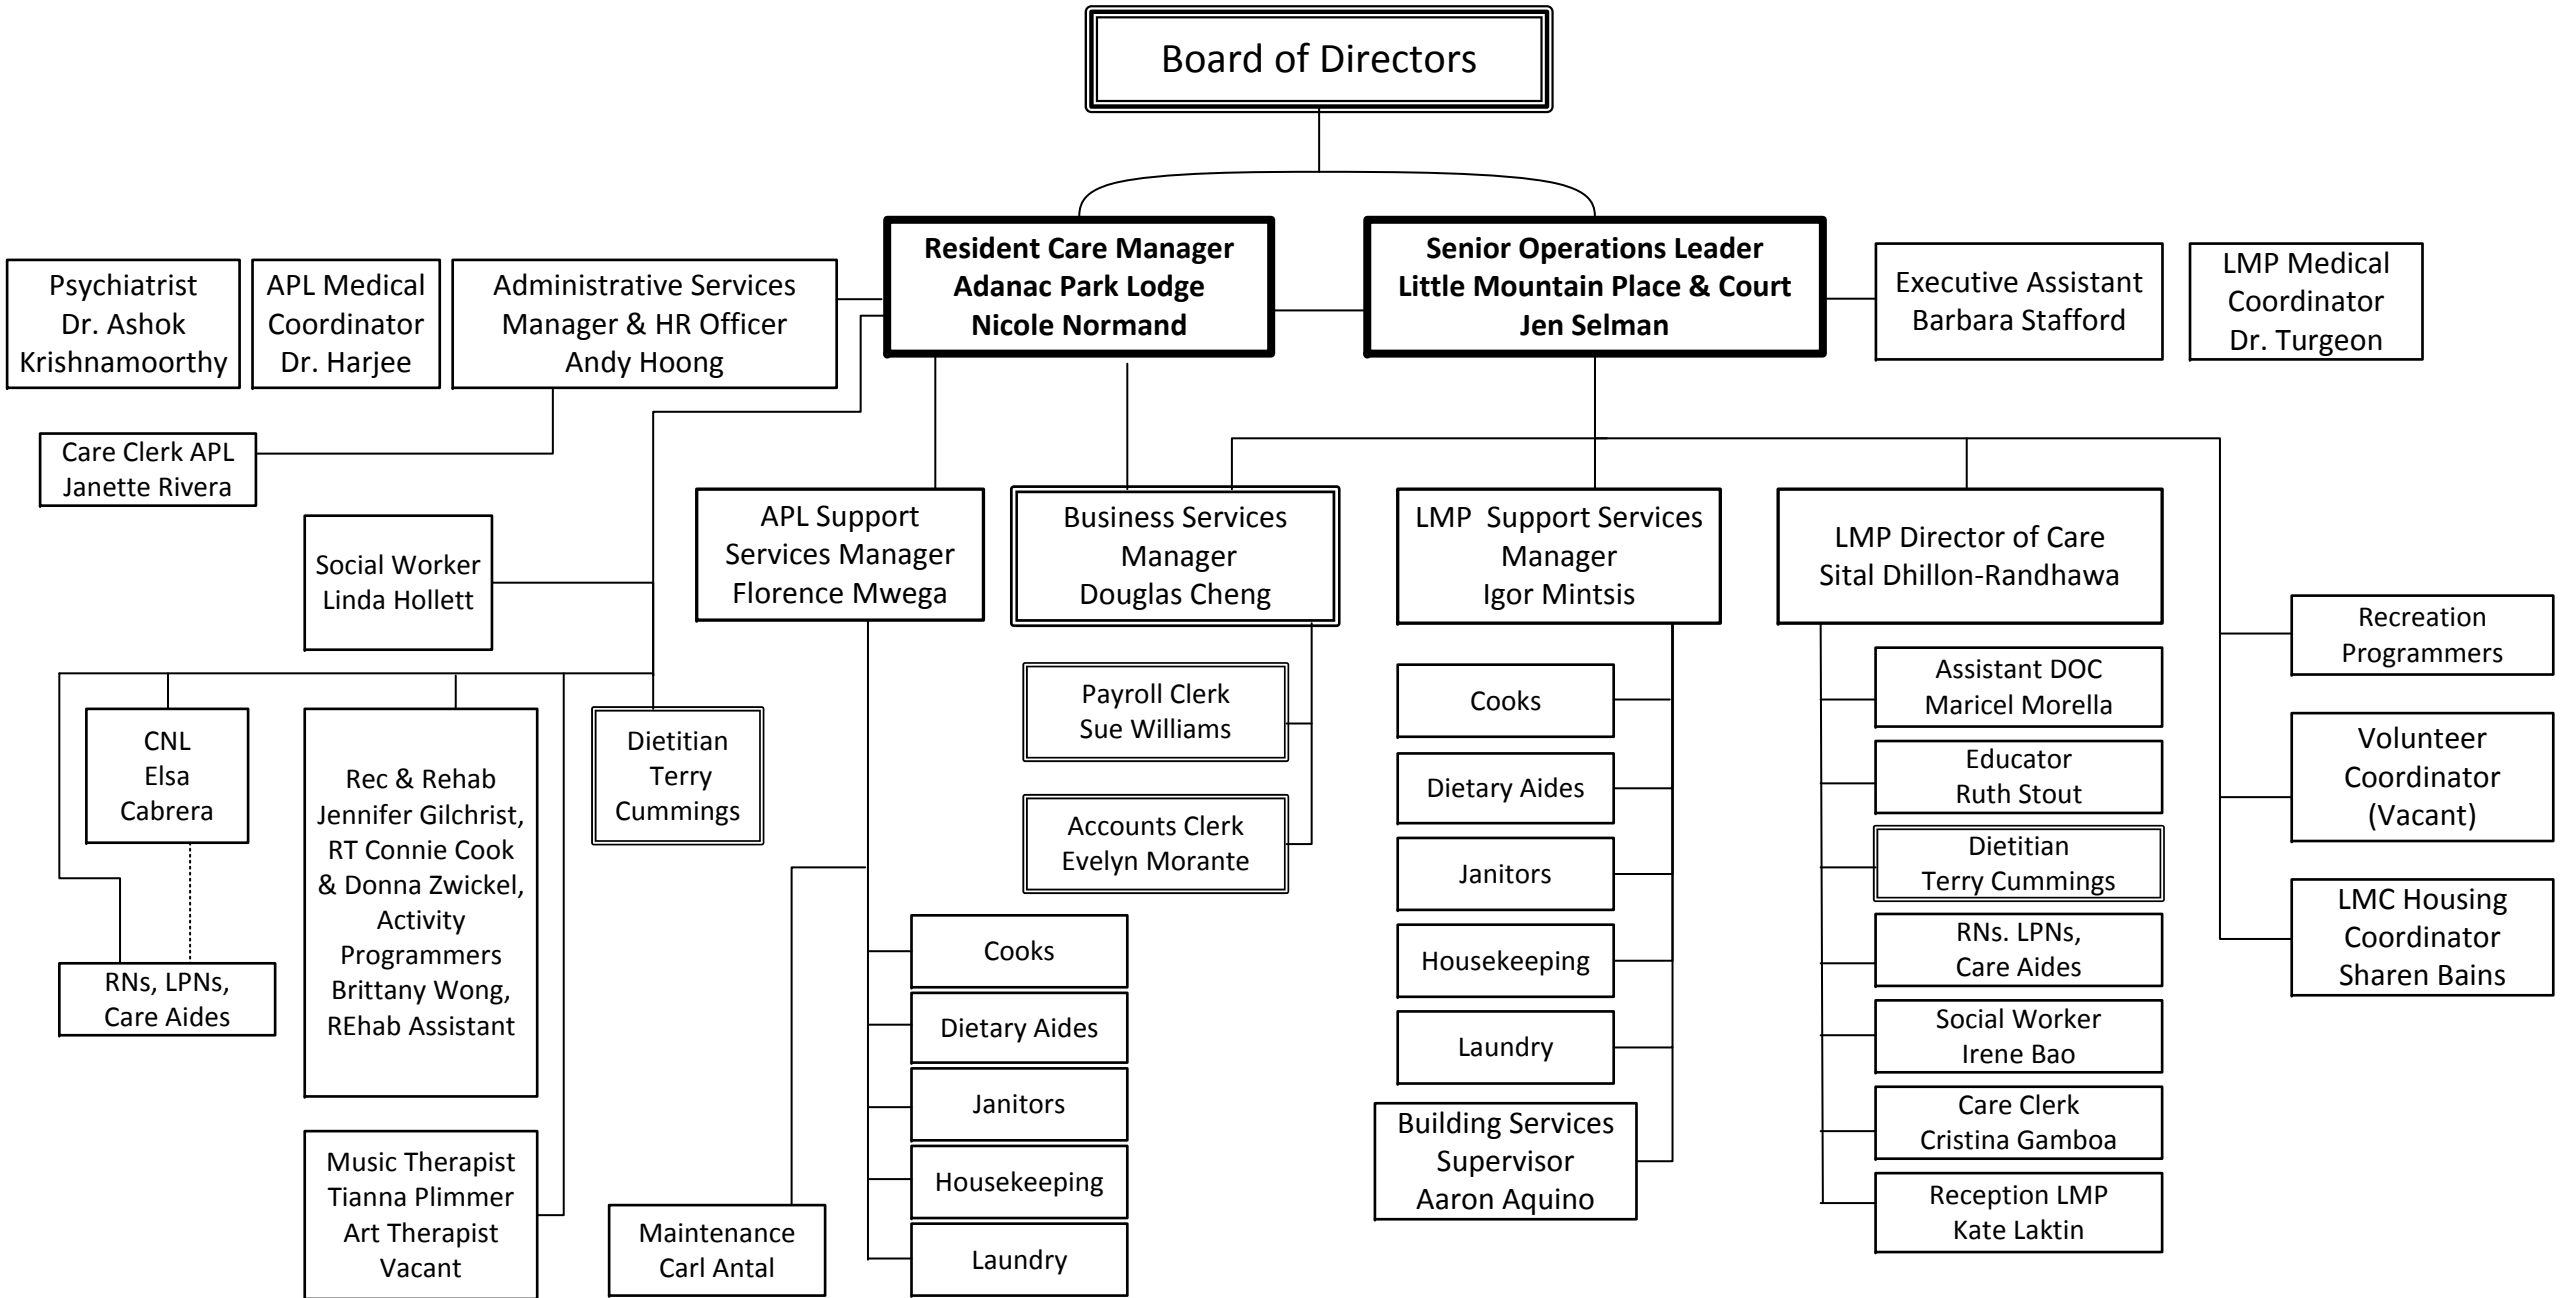 Board of Directors
Resident Care Manager
Adanac Park Lodge
Nicole Normand
Senior Operations Leader
Little Mountain Place & Court
Jen Selman
Psychiatrist
Dr. Ashok
Krishnamoorthy
APL Medical
Coordinator
Dr. Harjee
Administrative Services
Manager & HR Officer
Andy Hoong
Executive Assistant
Barbara Stafford
LMP Medical
Coordinator
Dr. Turgeon
Care Clerk APL
Janette Rivera
Social Worker
Linda Hollett
APL Support
Services Manager
Florence Mwega
Business Services
Manager
Douglas Cheng
LMP  Support Services
Manager
Igor Mintsis
LMP Director of Care
Sital Dhillon-Randhawa
Recreation
Programmers
Volunteer
Coordinator
(Vacant)
LMC Housing
Coordinator
Sharen Bains
CNL
Elsa
Cabrera
RNs, LPNs,
Care Aides
Rec & Rehab
Jennifer Gilchrist,
RT Connie Cook
& Donna Zwickel,
Activity
Programmers
Brittany Wong,
REhab Assistant
Music Therapist
Tianna Plimmer
Art Therapist
Vacant
Dietitian
Terry
Cummings
Maintenance
Carl Antal
Cooks
Dietary Aides
Janitors
Housekeeping
Laundry
Payroll Clerk
Sue Williams
Accounts Clerk
Evelyn Morante
Cooks
Dietary Aides
Janitors
Housekeeping
Laundry
Building Services
Supervisor
Aaron Aquino
Assistant DOC
Maricel Morella
Educator
Ruth Stout
Dietitian
Terry Cummings
RNs. LPNs,
Care Aides
Social Worker
Irene Bao
Care Clerk
Cristina Gamboa
Reception LMP
Kate Laktin